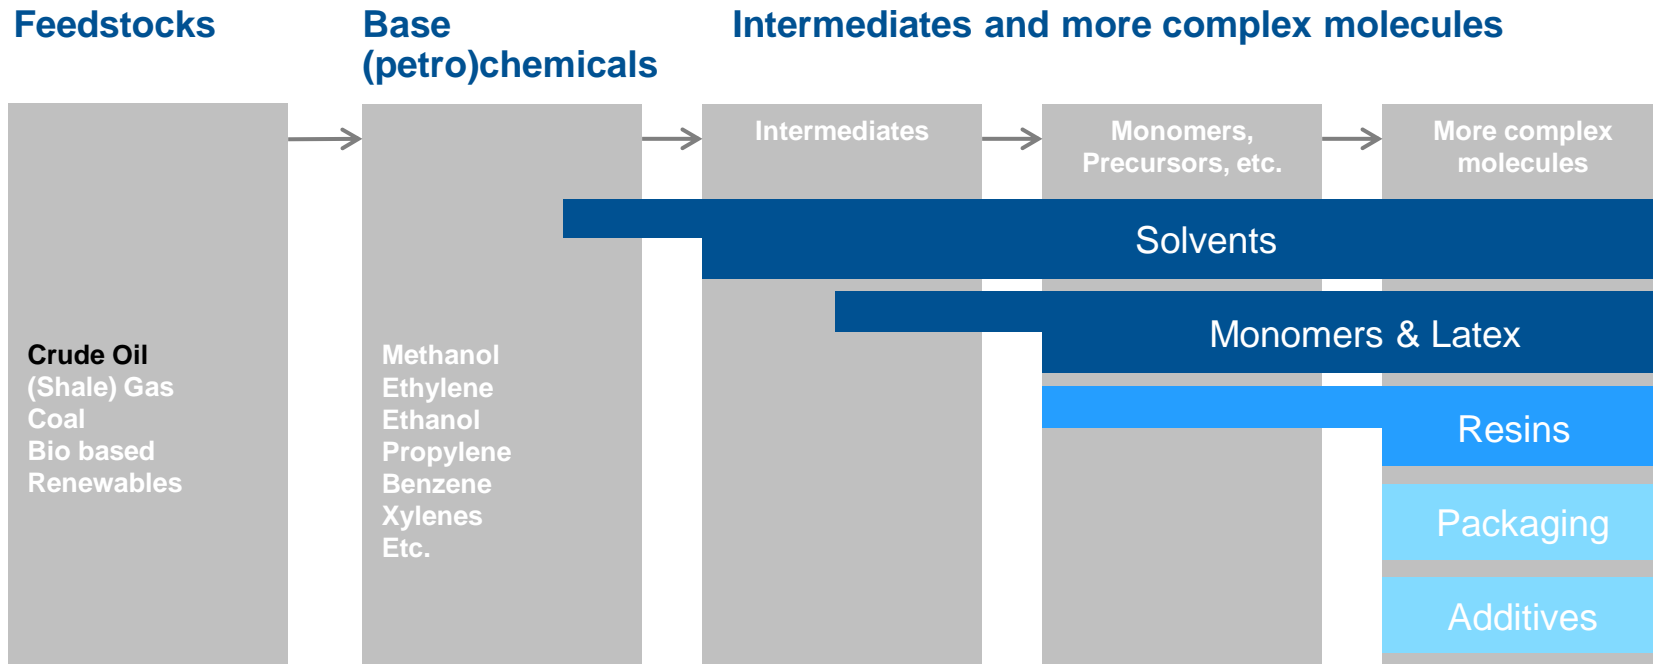 Feedstocks
Base
(petro)chemicals
Intermediates and more complex molecules
Intermediates
Monomers,
Precursors, etc.
More complex
molecules
Solvents
Monomers & Latex
Crude Oil
(Shale) Gas
Coal
Bio based
Renewables
Methanol
Ethylene
Ethanol
Propylene
Benzene
Xylenes
Etc.
Resins
Packaging
Additives